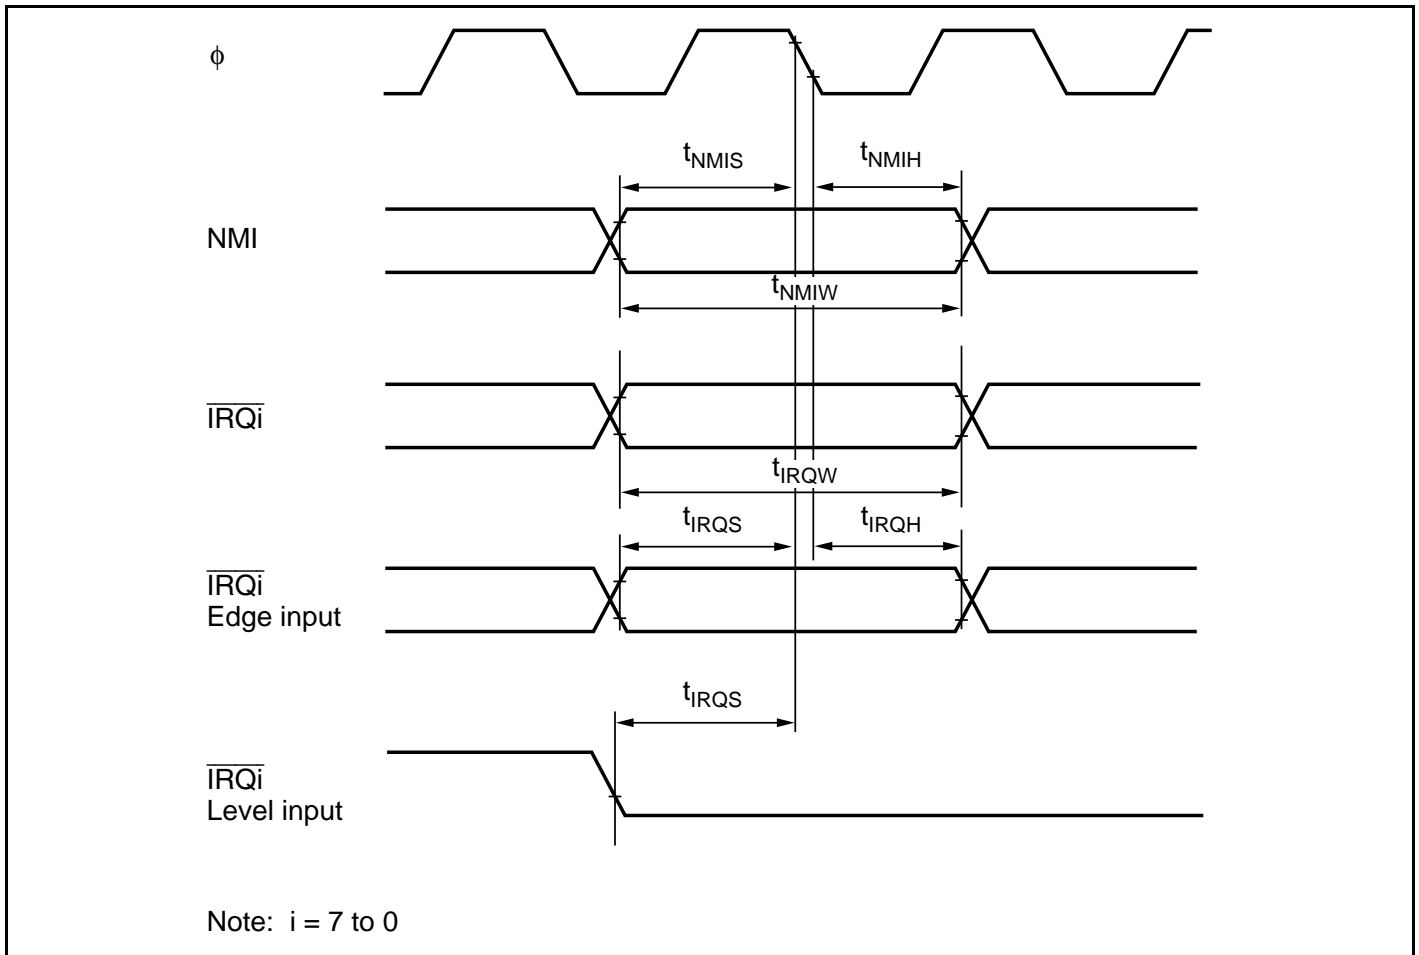 ϕ
tNMIS tNMIH
NMI
tNMIW
IRQi
tIRQW
tIRQS tIRQH
IRQi
Edge input
tIRQS
IRQi
Level input
Note: i = 7 to 0